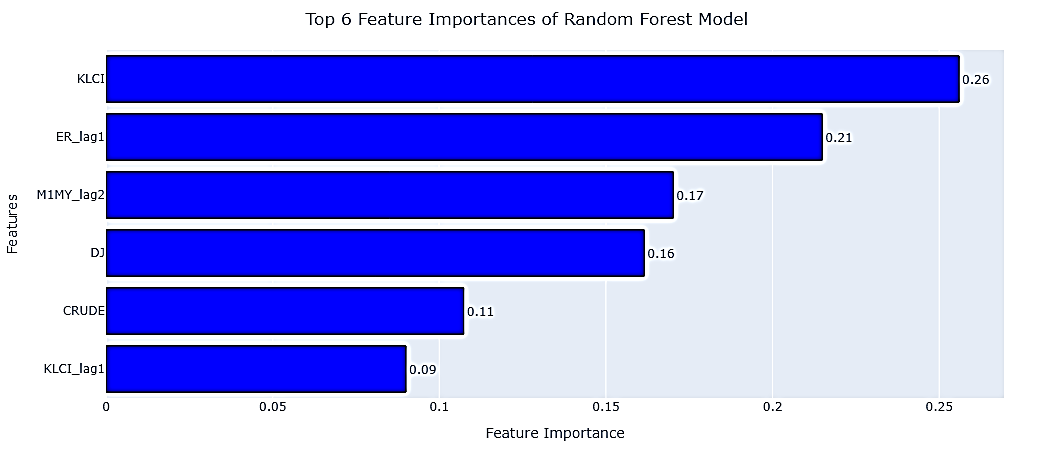 Top 6 Feature Importances of Random Forest Model
KLCI 0.26
ER_lag1 0.21
M1MY_lag2 0.17
DJ 0.16
CRUDE 0.11
KLCI_lag1 0.09
0 0.05 0.1 0.15 0.2 0.25
Feature Importance
Features